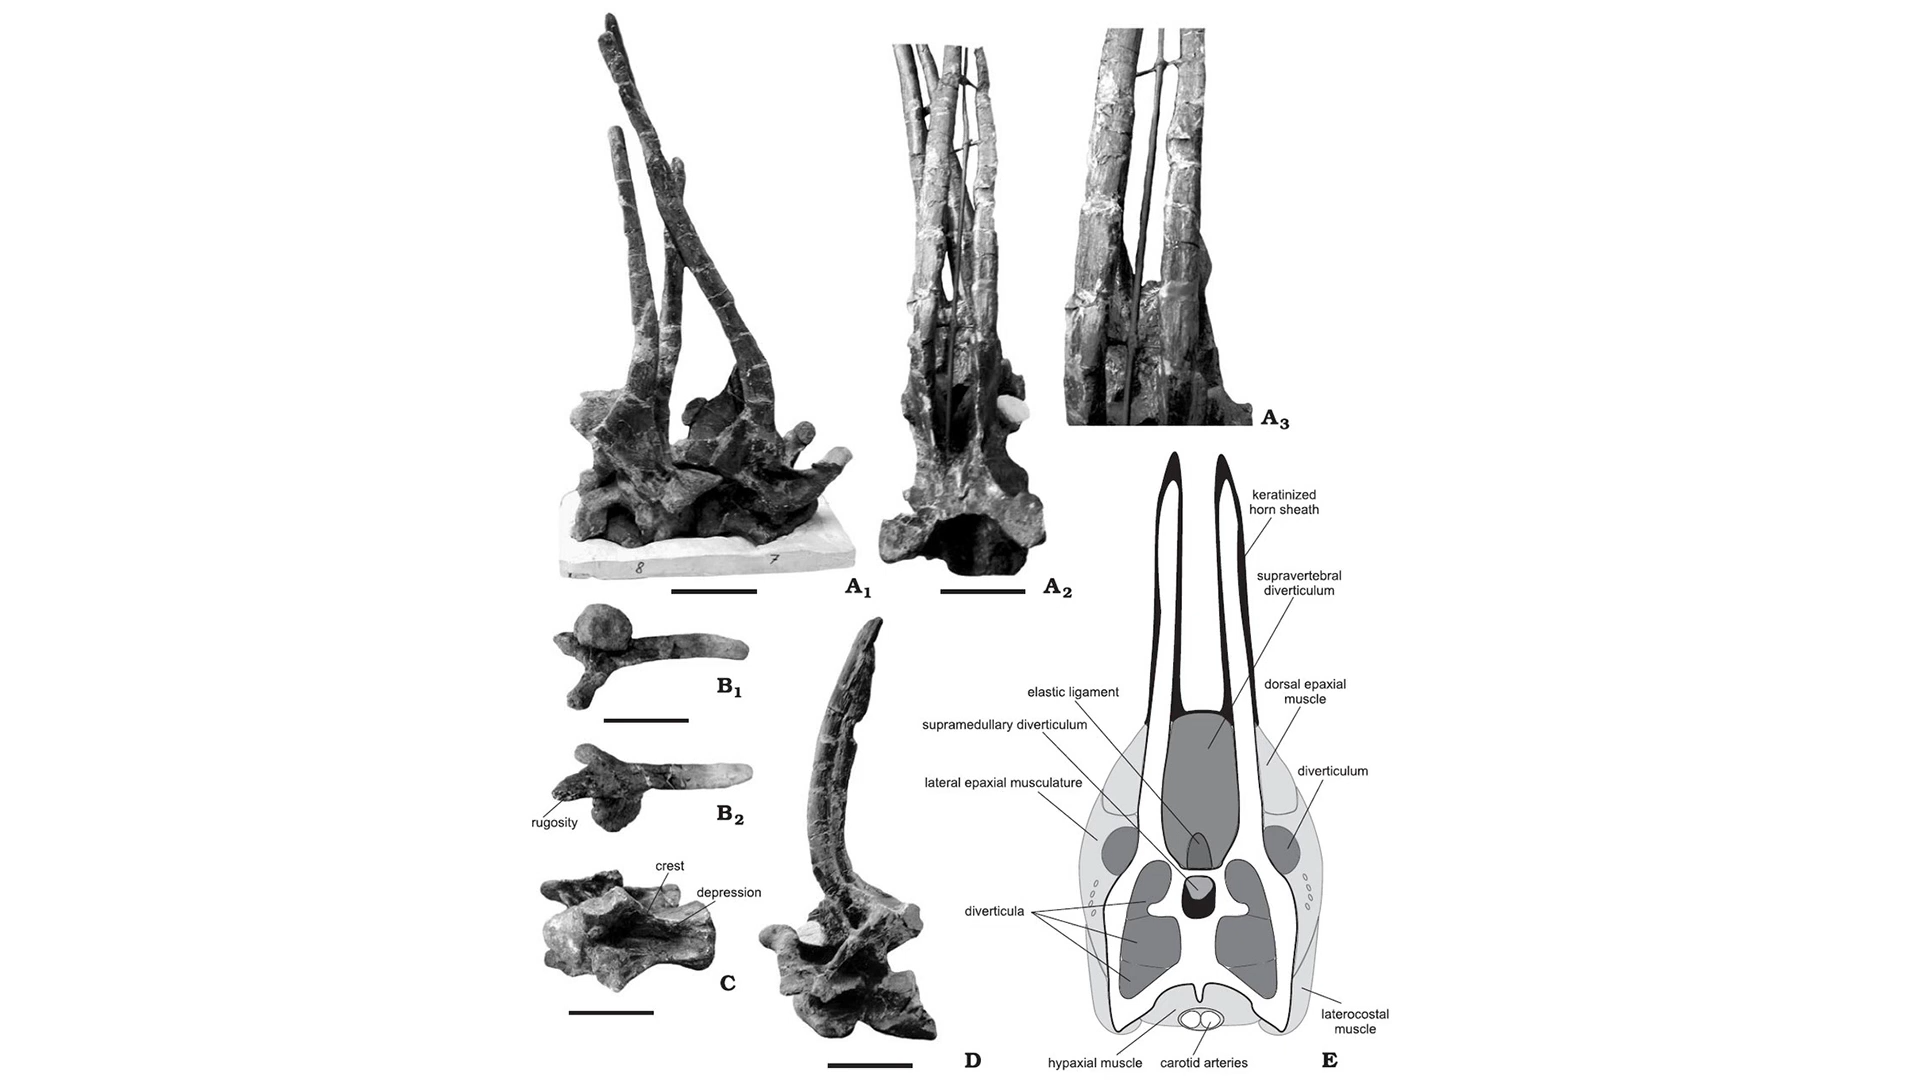 8
7
A1
A2
A3
B1
B2
rugosity
crest
depression
C
D
keratinized
horn sheath
supravertebral
diverticulum
elastic ligament
dorsal epaxial
muscle
supramedullary diverticulum
diverticulum
lateral epaxial musculature
diverticula
laterocostal
muscle
hypaxial muscle
carotid arteries
E